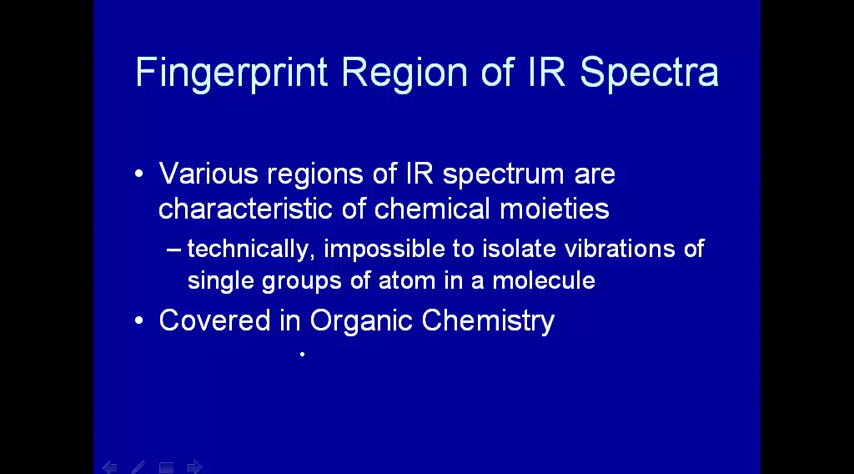 Fingerprint Region of IR Spectra
• Various regions of IR spectrum are
characteristic of chemical moieties
– technically, impossible to isolate vibrations of
single groups of atom in a molecule
• Covered in Organic Chemistry